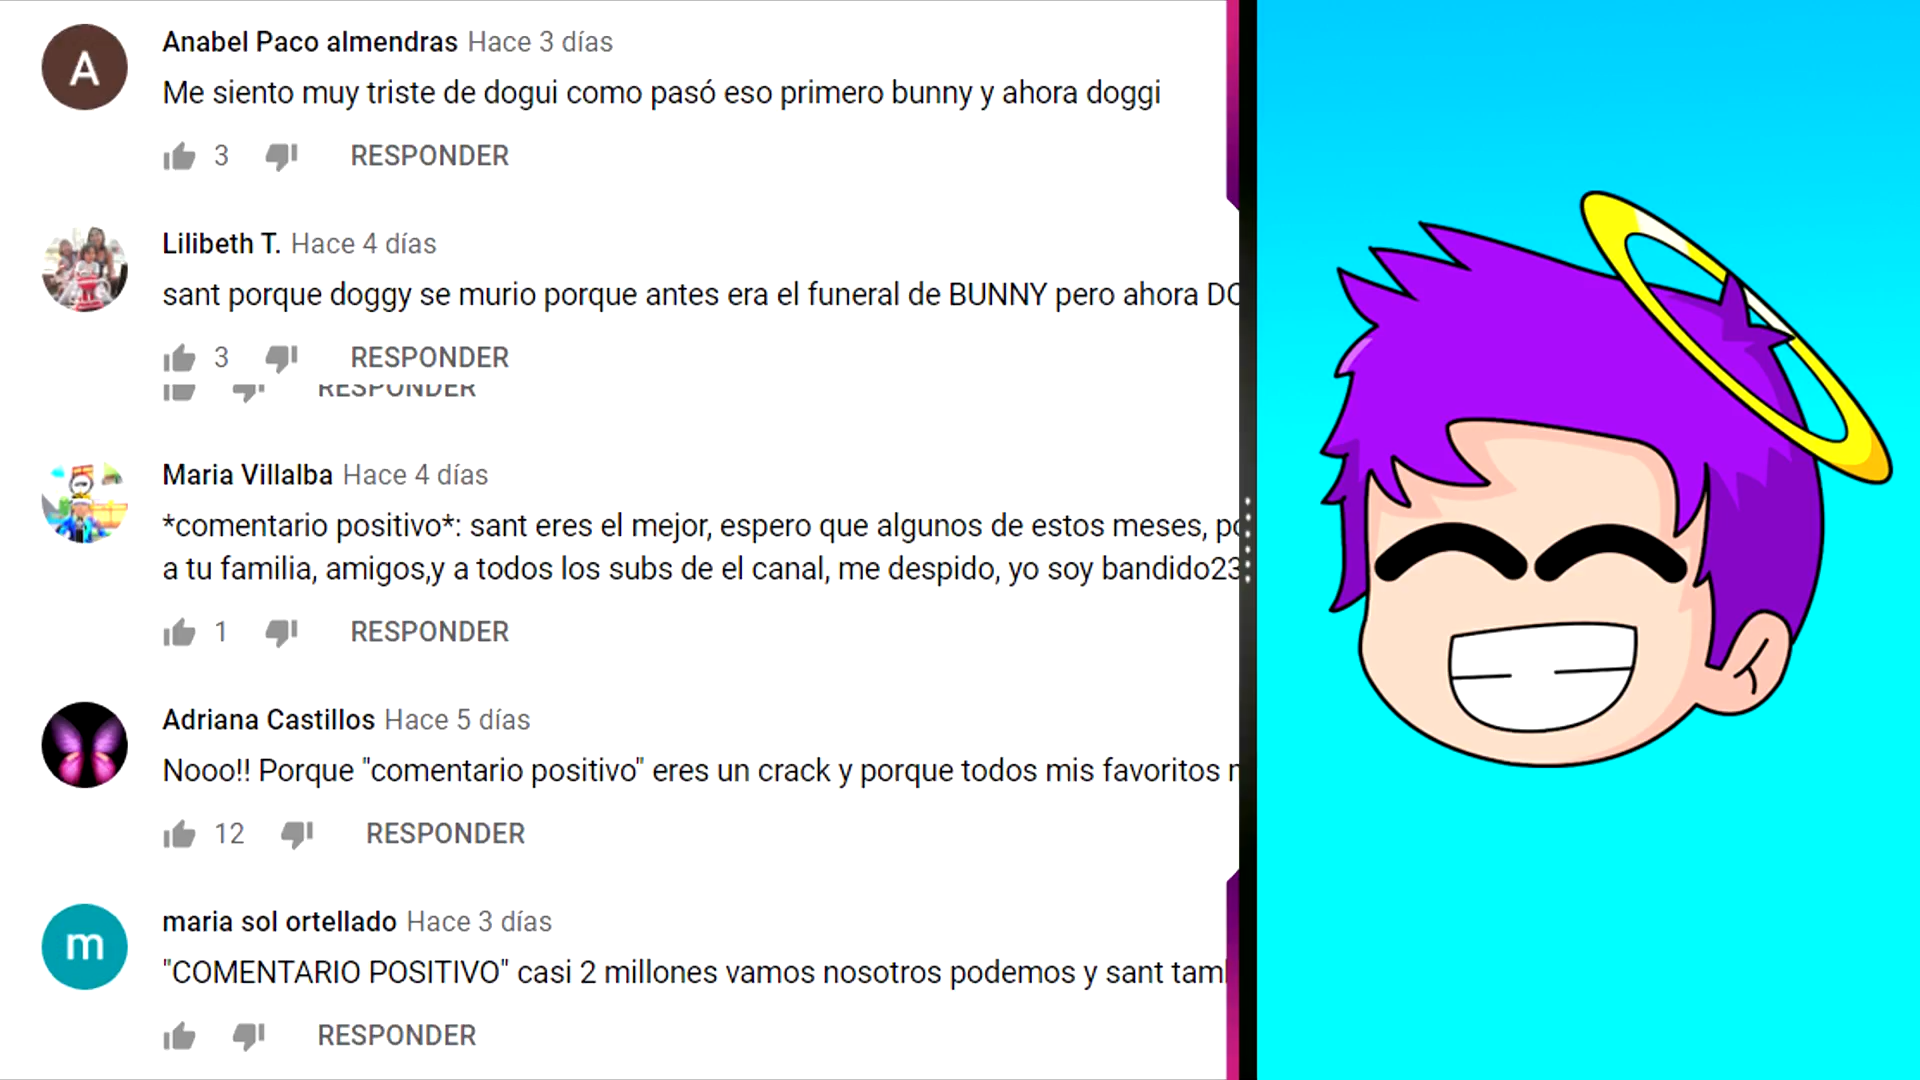 A
Anabel Paco almendras Hace 3 días
Me siento muy triste de dogui como pasó eso primero bunny y ahora doggi
3 RESPONDER
Lilibeth T. Hace 4 días
sant porque doggy se murio porque antes era el funeral de BUNNY pero ahora
3 RESPONDER
RESPONDER
Maria Villalba Hace 4 días
*comentario positivo*: sant eres el mejor, espero que algunos de estos meses,
a tu familia, amigos,y a todos los subs de el canal, me despido, yo soy bandido23
1 RESPONDER
Adriana Castillos Hace 5 días
Nooo!! Porque "comentario positivo" eres un crack y porque todos mis favoritos
12 RESPONDER
m
maria sol ortellado Hace 3 días
"COMENTARIO POSITIVO" casi 2 millones vamos nosotros podemos y sant
RESPONDER